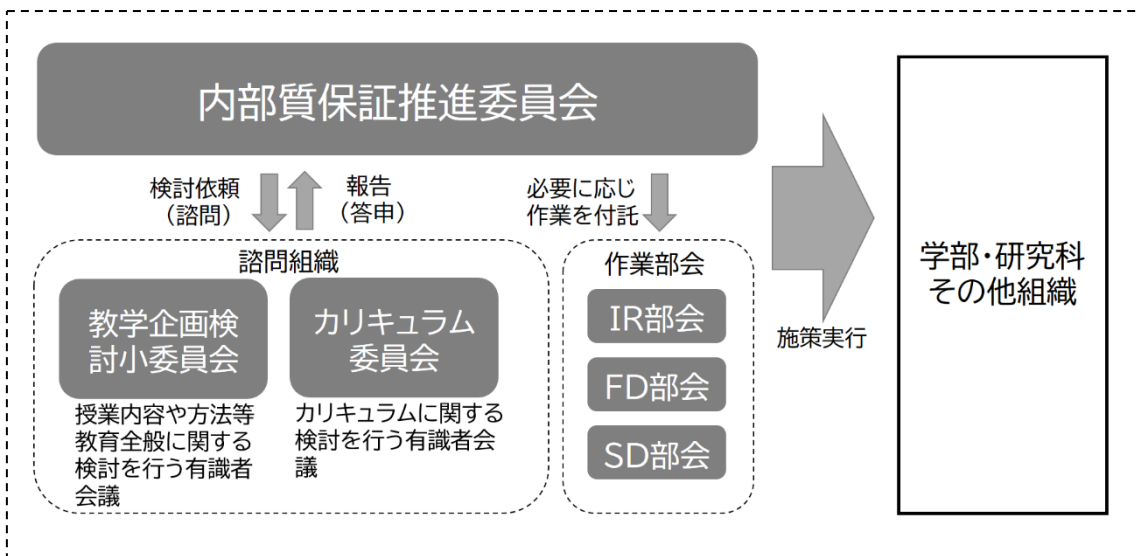 内部質保証推進委員会
検討依頼
（諮問）
報告
（答申）
必要に応じ
作業を付託
諮問組織
教学企画検
討小委員会
授業内容や方法等
教育全般に関する
検討を行う有識者
会議
カリキュラム
委員会
カリキュラムに関する
検討を行う有識者会
議
作業部会
IR部会
FD部会
SD部会
施策実行
学部・研究科
その他組織